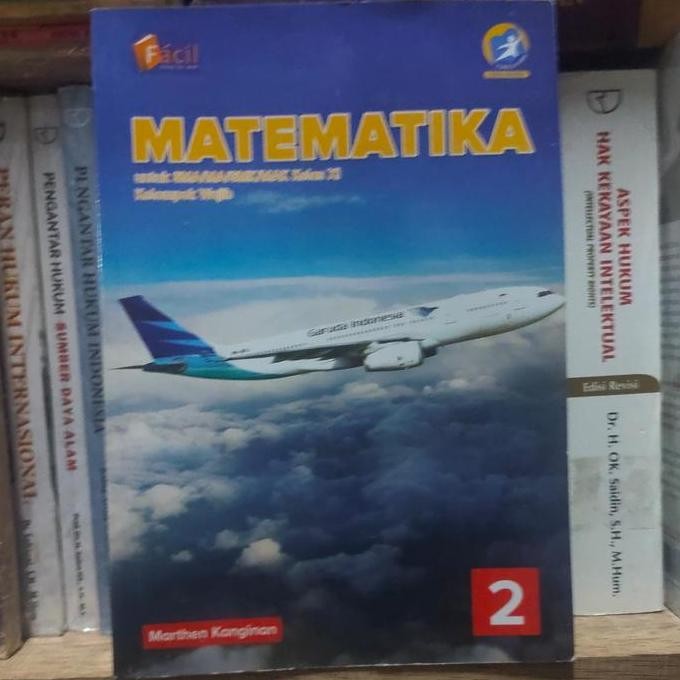 Fácil
MATEMATIKA
untuk SMA/MA/SMK/MAK Kelas XI
Kelompok Wajib
Garuda Indonesia
2
Marthen Kanginan
PERAN HUKUM INTERNASIONAL
PENGANTAR HUKUM SUMBER DAYA ALAM
PENGANTAR HUKUM INDONESIA
ASPEK HUKUM
HAK KEKAYAAN INTELEKTUAL
(INTELLECTUAL PROPERTY RIGHTS)
Edisi Revisi
Dr. H. OK. Saidin, S.H., M.Hum.